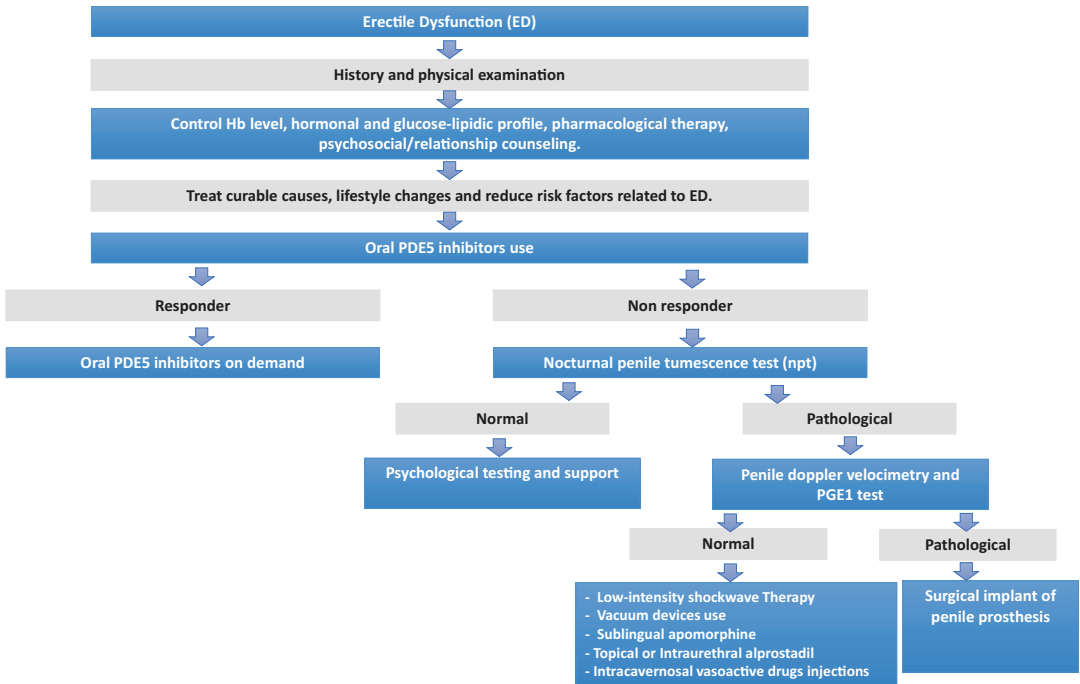 Erectile Dysfunction (ED)
History and physical examination
Control Hb level, hormonal and glucose-lipidic profile, pharmacological therapy,
psychosocial/relationship counseling.
Treat curable causes, lifestyle changes and reduce risk factors related to ED.
Oral PDE5 inhibitors use
Responder
Non responder
Oral PDE5 inhibitors on demand
Nocturnal penile tumescence test (npt)
Normal
Pathological
Psychological testing and support
Penile doppler velocimetry and
PGE1 test
Normal
Pathological
- Low-intensity shockwave Therapy
- Vacuum devices use
- Sublingual apomorphine
- Topical or Intraurethral alprostadil
- Intracavernosal vasoactive drugs injections
Surgical implant of
penile prosthesis